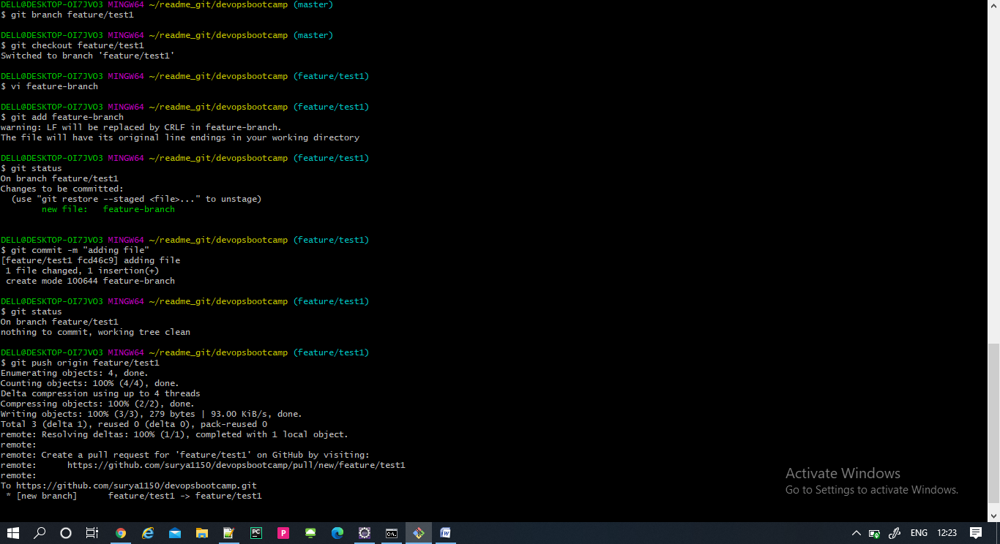 DELL@DESKTOP-OI7JVO3 MINGW64 ~/readme_git/devopsbootcamp (master)
$ git branch feature/test1
DELL@DESKTOP-OI7JVO3 MINGW64 ~/readme_git/devopsbootcamp (master)
$ git checkout feature/test1
Switched to branch 'feature/test1'
DELL@DESKTOP-OI7JVO3 MINGW64 ~/readme_git/devopsbootcamp (feature/test1)
$ vi feature-branch
DELL@DESKTOP-OI7JVO3 MINGW64 ~/readme_git/devopsbootcamp (feature/test1)
$ git add feature-branch
warning: LF will be replaced by CRLF in feature-branch.
The file will have its original line endings in your working directory
DELL@DESKTOP-OI7JVO3 MINGW64 ~/readme_git/devopsbootcamp (feature/test1)
$ git status
On branch feature/test1
Changes to be committed:
  (use "git restore --staged <file>..." to unstage)
        new file:   feature-branch
DELL@DESKTOP-OI7JVO3 MINGW64 ~/readme_git/devopsbootcamp (feature/test1)
$ git commit -m "adding file"
[feature/test1 fcd46c9] adding file
 1 file changed, 1 insertion(+)
 create mode 100644 feature-branch
DELL@DESKTOP-OI7JVO3 MINGW64 ~/readme_git/devopsbootcamp (feature/test1)
$ git status
On branch feature/test1
nothing to commit, working tree clean
DELL@DESKTOP-OI7JVO3 MINGW64 ~/readme_git/devopsbootcamp (feature/test1)
$ git push origin feature/test1
Enumerating objects: 4, done.
Counting objects: 100% (4/4), done.
Delta compression using up to 4 threads
Compressing objects: 100% (2/2), done.
Writing objects: 100% (3/3), 279 bytes | 93.00 KiB/s, done.
Total 3 (delta 1), reused 0 (delta 0), pack-reused 0
remote: Resolving deltas: 100% (1/1), completed with 1 local object.
remote:
remote: Create a pull request for 'feature/test1' on GitHub by visiting:
remote:      https://github.com/surya1150/devopsbootcamp/pull/new/feature/test1
remote:
To https://github.com/surya1150/devopsbootcamp.git
 * [new branch]      feature/test1 -> feature/test1
Activate Windows
Go to Settings to activate Windows.
ENG 12:23